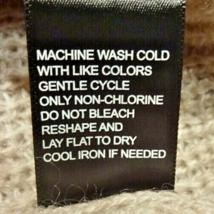 MACHINE WASH COLD
WITH LIKE COLORS
GENTLE CYCLE
ONLY NON-CHLORINE
DO NOT BLEACH
RESHAPE AND
LAY FLAT TO DRY
COOL IRON IF NEEDED